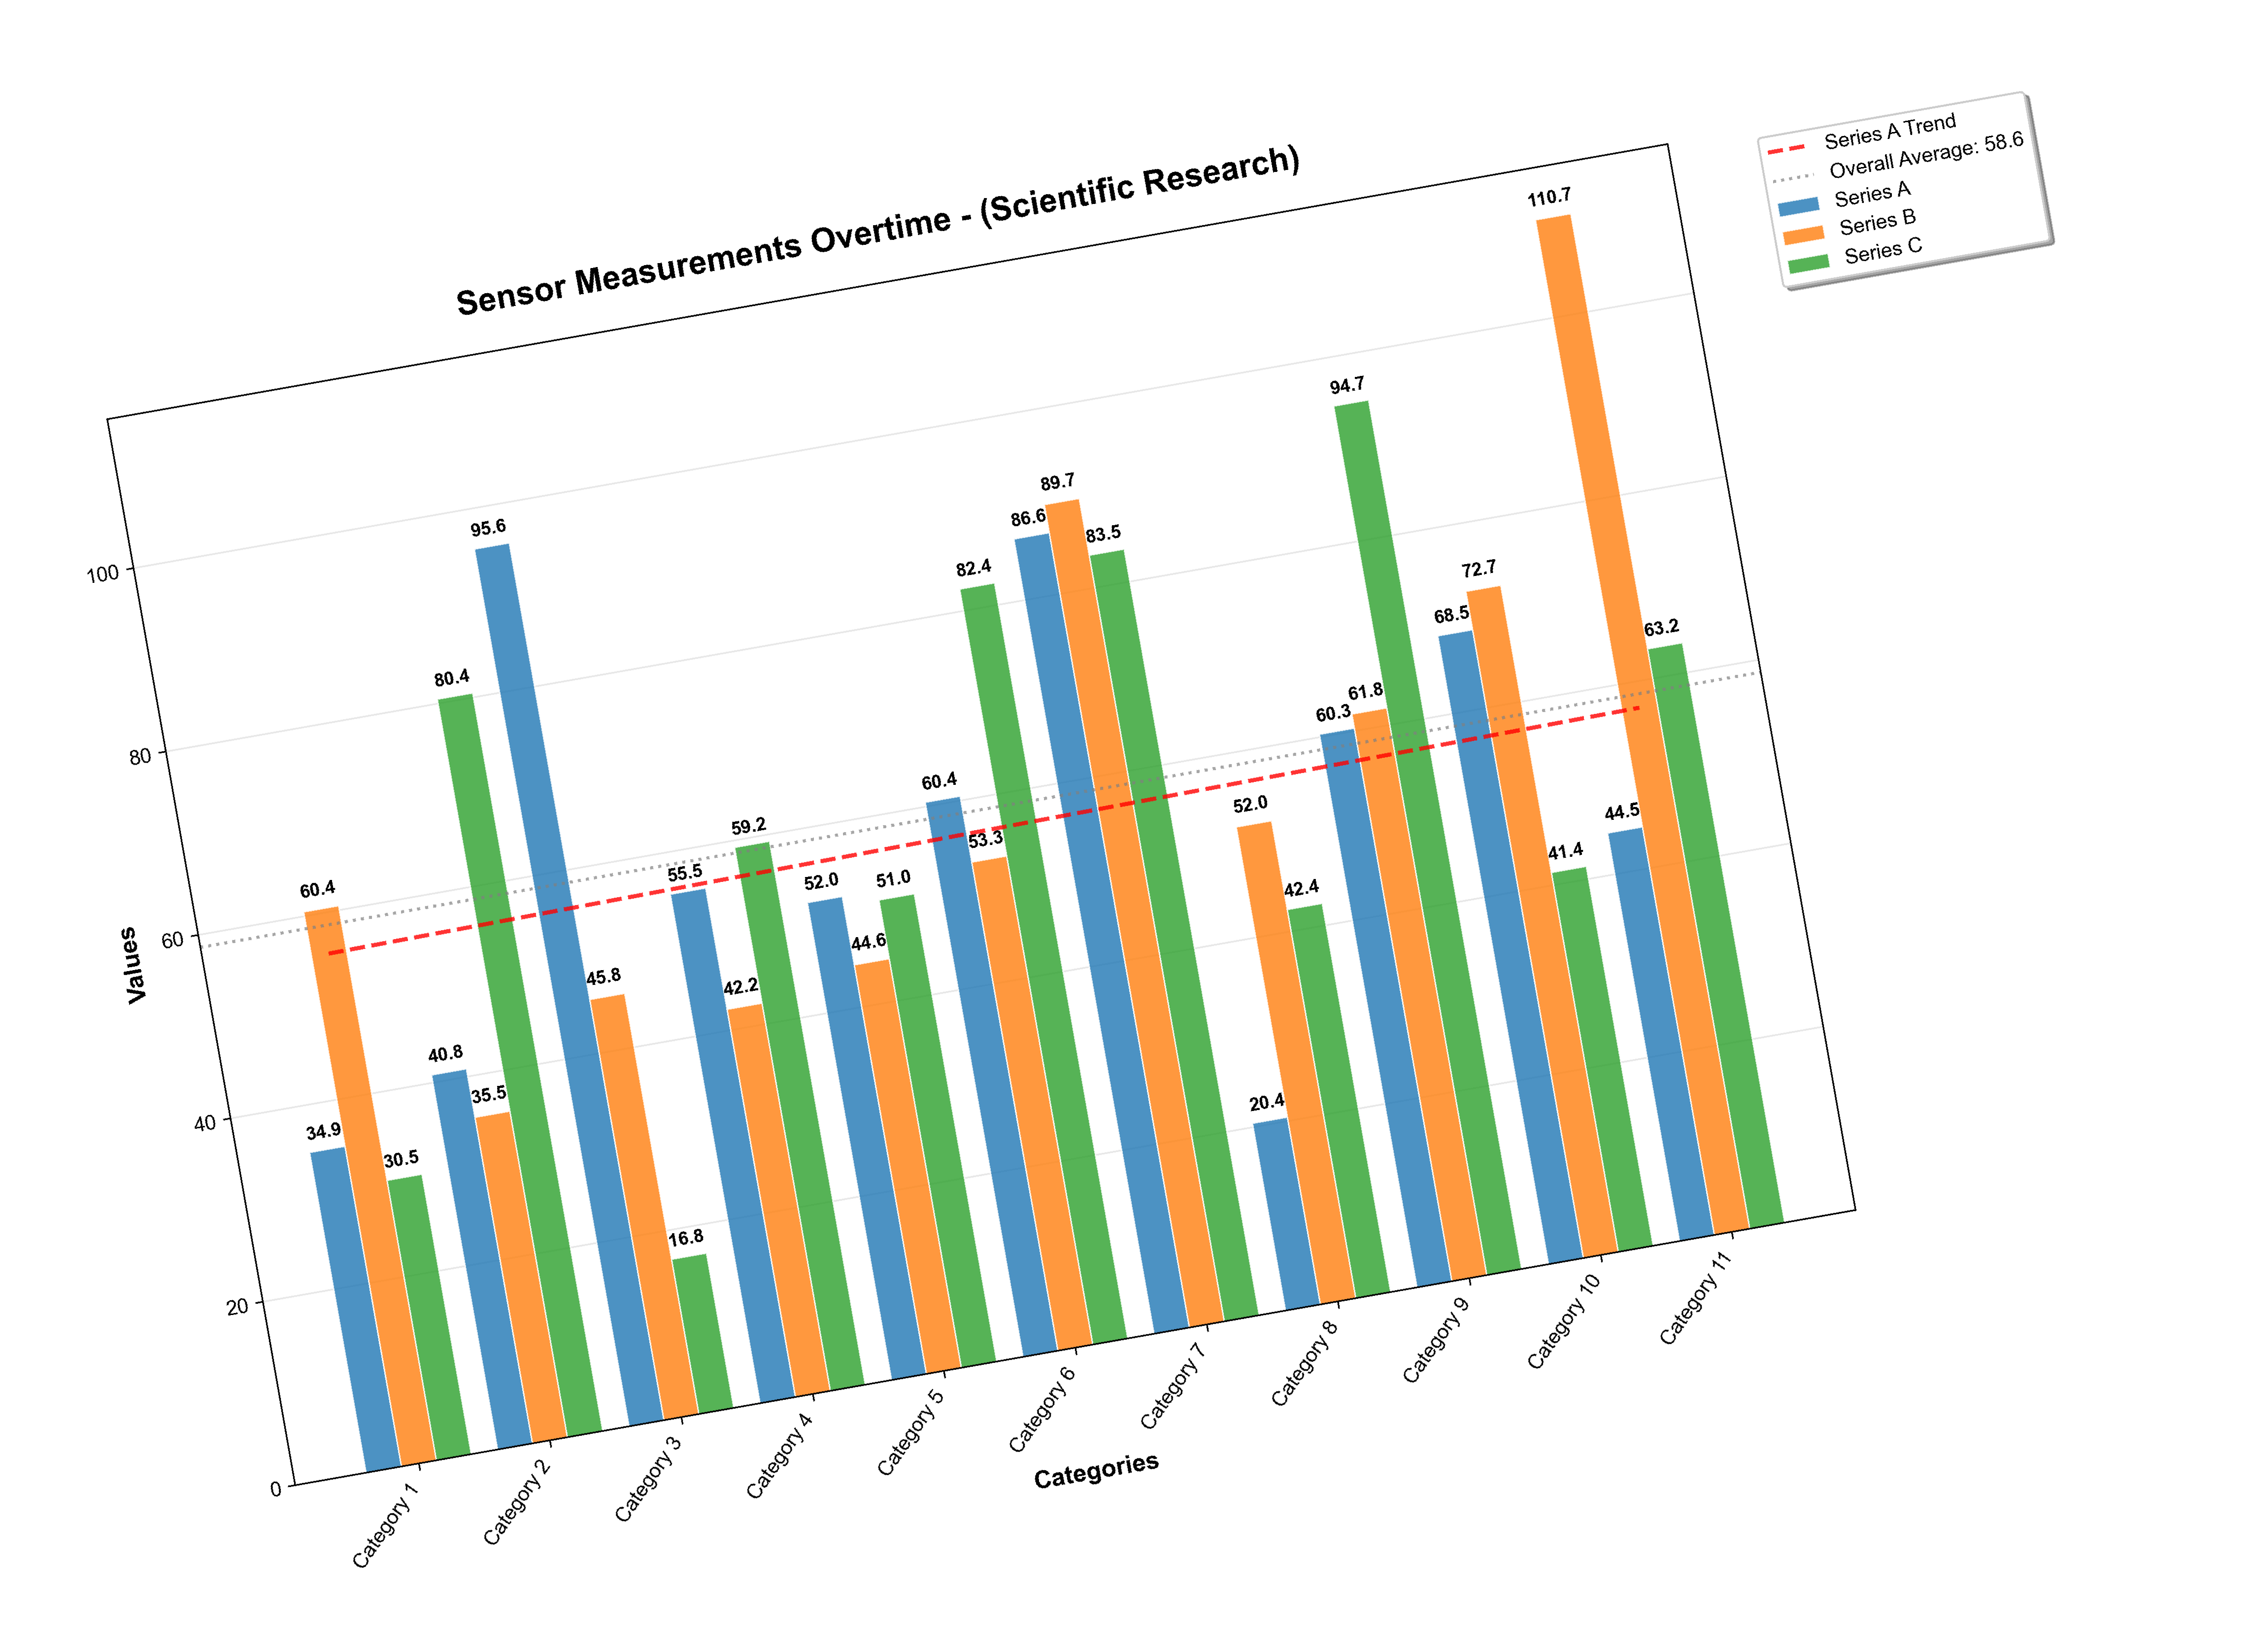 Sensor Measurements Overtime - (Scientific Research)
Series A Trend
Overall Average: 58.6
Series A
Series B
Series C
Values
100
80
60
40
20
0
34.9
60.4
30.5
40.8
35.5
80.4
95.6
45.8
16.8
55.5
42.2
59.2
52.0
44.6
51.0
60.4
53.3
82.4
86.6
89.7
83.5
20.4
52.0
42.4
60.3
61.8
94.7
68.5
72.7
41.4
44.5
110.7
63.2
Category 1
Category 2
Category 3
Category 4
Category 5
Category 6
Category 7
Category 8
Category 9
Category 10
Category 11
Categories